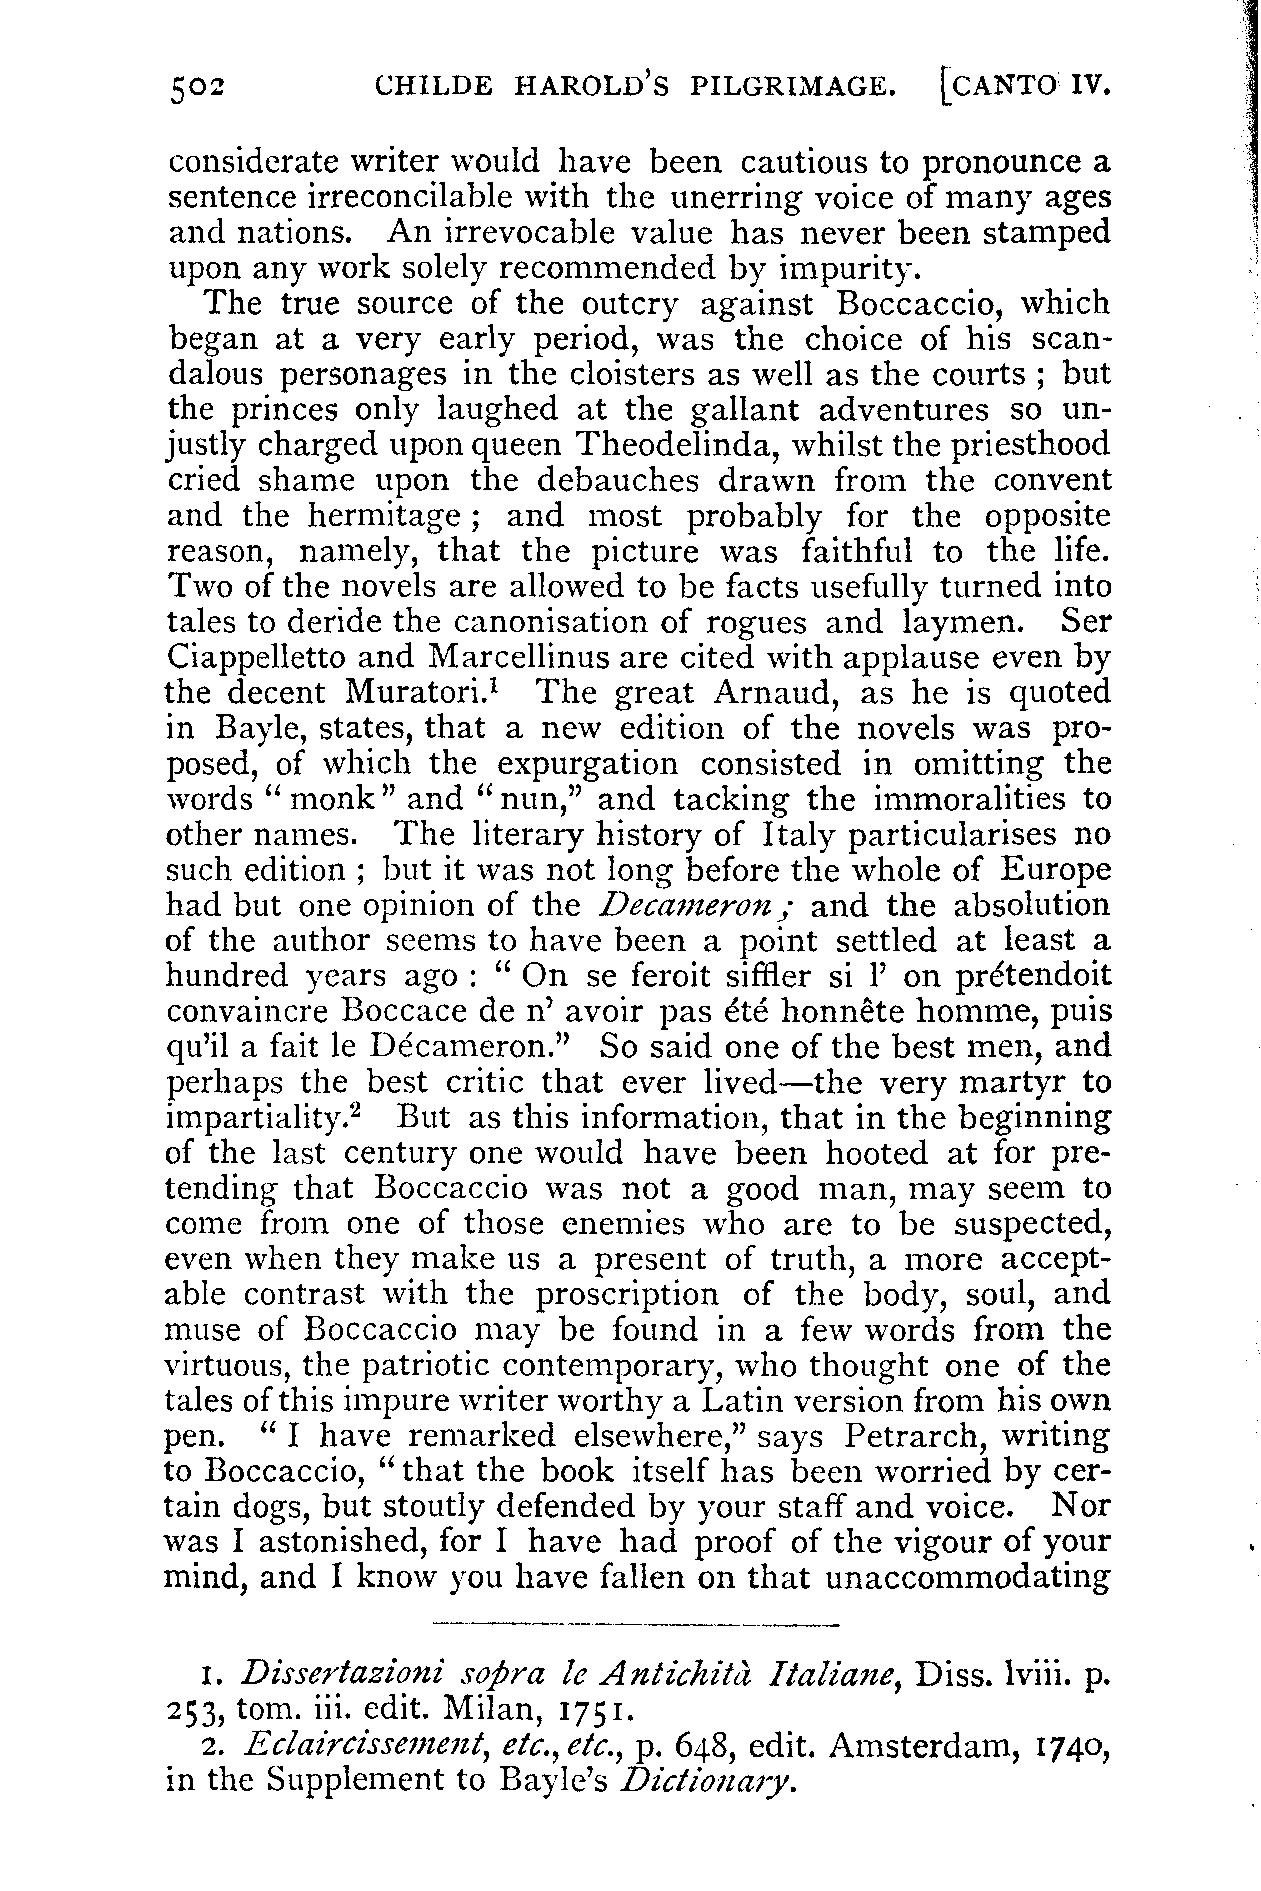 502 CHILDE HAROLD'S PILGRIMAGE. [CANTO IV.
considerate writer would have been cautious to pronounce a
sentence irreconcilable with the unerring voice of many ages
and nations. An irrevocable value has never been stamped
upon any work solely recommended by impurity.
The true source of the outcry against Boccaccio, which
began at a very early period, was the choice of his scan-
dalous personages in the cloisters as well as the courts ; but
the princes only laughed at the gallant adventures so un-
justly charged upon queen Theodelinda, whilst the priesthood
cried shame upon the debauches drawn from the convent
and the hermitage ; and most probably for the opposite
reason, namely, that the picture was faithful to the life.
Two of the novels are allowed to be facts usefully turned into
tales to deride the canonisation of rogues and laymen. Ser
Ciappelletto and Marcellinus are cited with applause even by
the decent Muratori.¹ The great Arnaud, as he is quoted
in Bayle, states, that a new edition of the novels was pro-
posed, of which the expurgation consisted in omitting the
words “ monk ” and “ nun,” and tacking the immoralities to
other names. The literary history of Italy particularises no
such edition ; but it was not long before the whole of Europe
had but one opinion of the Decameron ; and the absolution
of the author seems to have been a point settled at least a
hundred years ago : “ On se feroit siffler si l’ on prétendoit
convaincre Boccace de n’ avoir pas été honnête homme, puis
qu’il a fait le Décameron.” So said one of the best men, and
perhaps the best critic that ever lived—the very martyr to
impartiality.² But as this information, that in the beginning
of the last century one would have been hooted at for pre-
tending that Boccaccio was not a good man, may seem to
come from one of those enemies who are to be suspected,
even when they make us a present of truth, a more accept-
able contrast with the proscription of the body, soul, and
muse of Boccaccio may be found in a few words from the
virtuous, the patriotic contemporary, who thought one of the
tales of this impure writer worthy a Latin version from his own
pen. “ I have remarked elsewhere,” says Petrarch, writing
to Boccaccio, “ that the book itself has been worried by cer-
tain dogs, but stoutly defended by your staff and voice. Nor
was I astonished, for I have had proof of the vigour of your
mind, and I know you have fallen on that unaccommodating
1. Dissertazioni sopra le Antichità Italiane, Diss. lviii. p.
253, tom. iii. edit. Milan, 1751.
2. Eclaircissement, etc., etc., p. 648, edit. Amsterdam, 1740,
in the Supplement to Bayle’s Dictionary.